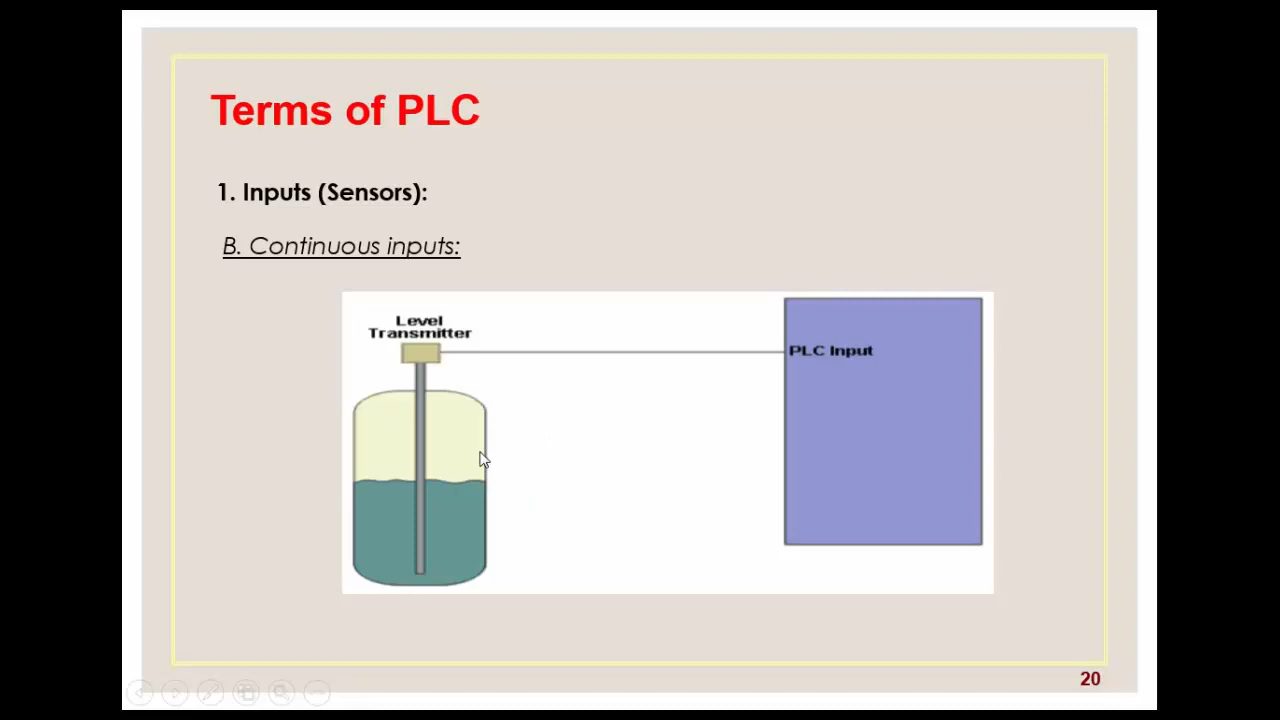 Terms of PLC
1. Inputs (Sensors):
B. Continuous inputs:
Level
Transmitter
PLC Input
20